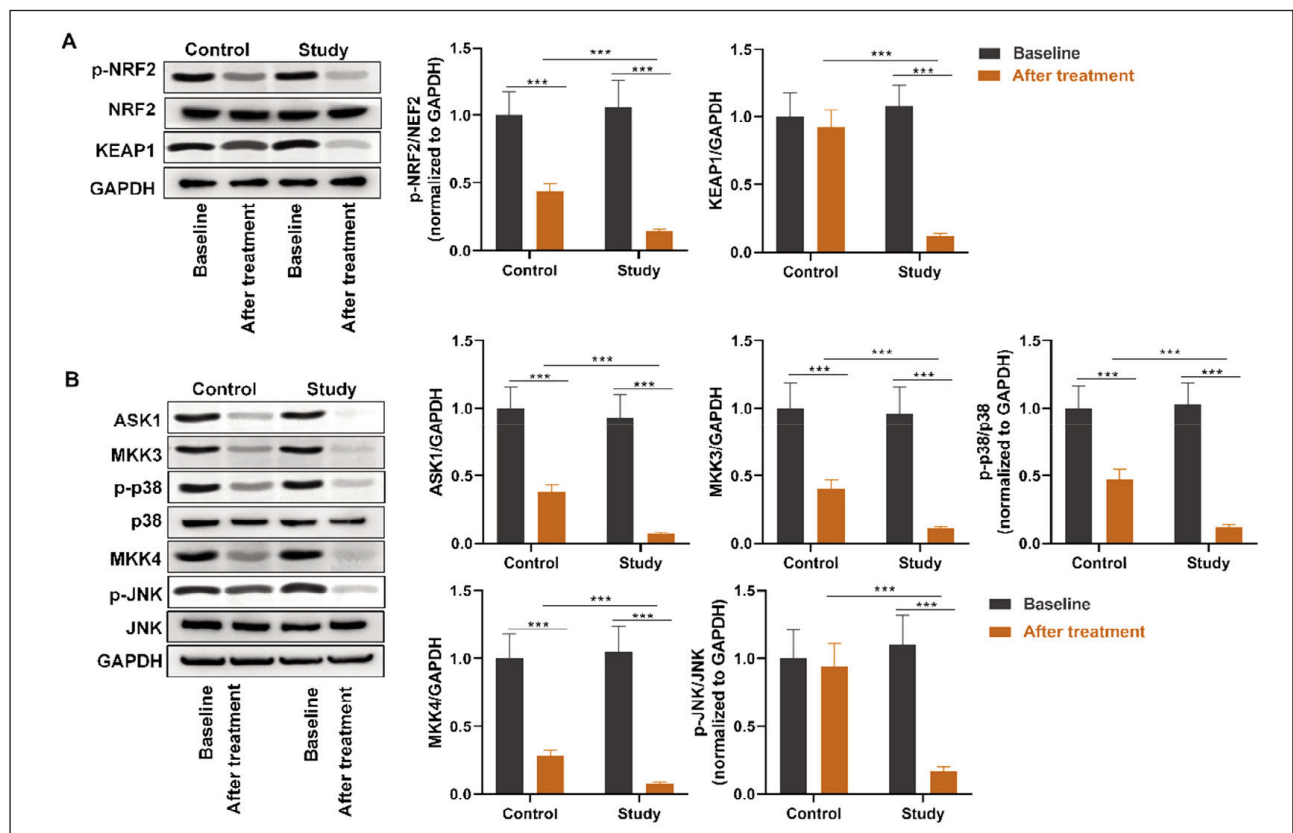 A
Control Study
p-NRF2
NRF2
KEAP1
GAPDH
Baseline
After treatment
Baseline
After treatment
p-NRF2/NEF2
(normalized to GAPDH)
1.5
1.0
0.5
0.0
***
***
***
Control Study
KEAP1/GAPDH
1.5
1.0
0.5
0.0
***
***
Control Study
Baseline
After treatment
B
Control Study
ASK1
MKK3
p-p38
p38
MKK4
p-JNK
JNK
GAPDH
Baseline
After treatment
Baseline
After treatment
ASK1/GAPDH
1.5
1.0
0.5
0.0
***
***
***
Control Study
MKK3/GAPDH
1.5
1.0
0.5
0.0
***
***
***
Control Study
p-p38/p38
(normalized to GAPDH)
1.5
1.0
0.5
0.0
***
***
***
Control Study
MKK4/GAPDH
1.5
1.0
0.5
0.0
***
***
***
Control Study
p-JNK/JNK
(normalized to GAPDH)
1.5
1.0
0.5
0.0
***
***
Control Study
Baseline
After treatment